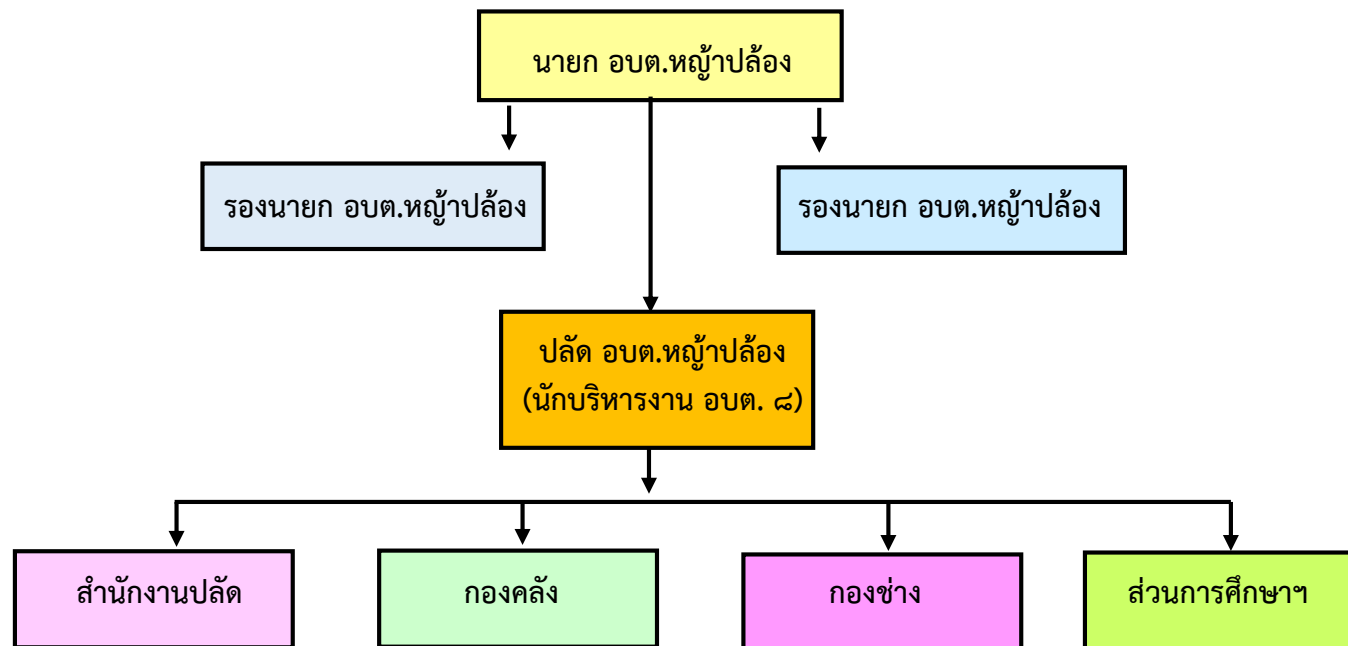 นายก อบต.หญ้าปล้อง
รองนายก อบต.หญ้าปล้อง
รองนายก อบต.หญ้าปล้อง
ปลัด อบต.หญ้าปล้อง
(นักบริหารงาน อบต. ๘)
สำนักงานปลัด
กองคลัง
กองช่าง
ส่วนการศึกษาฯ